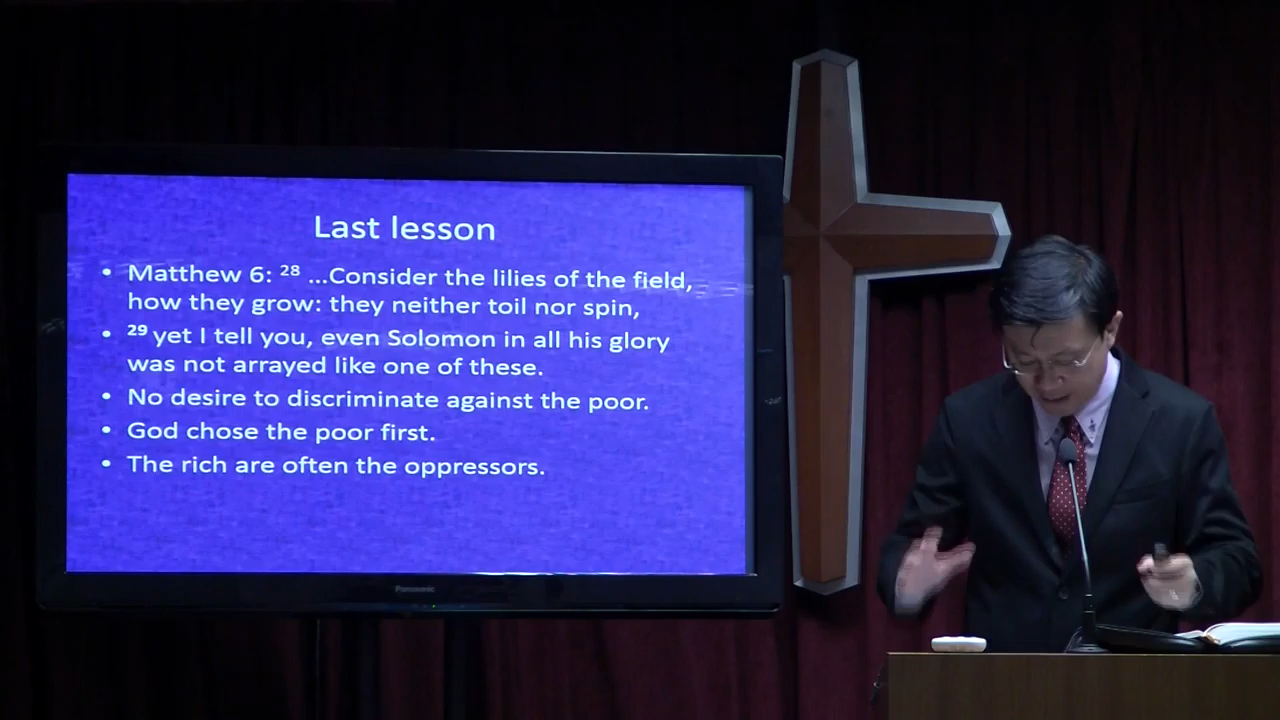 Last lesson
• Matthew 6: ²⁸ ...Consider the lilies of the field,
how they grow: they neither toil nor spin,
• ²⁹ yet I tell you, even Solomon in all his glory
was not arrayed like one of these.
• No desire to discriminate against the poor.
• God chose the poor first.
• The rich are often the oppressors.
Panasonic